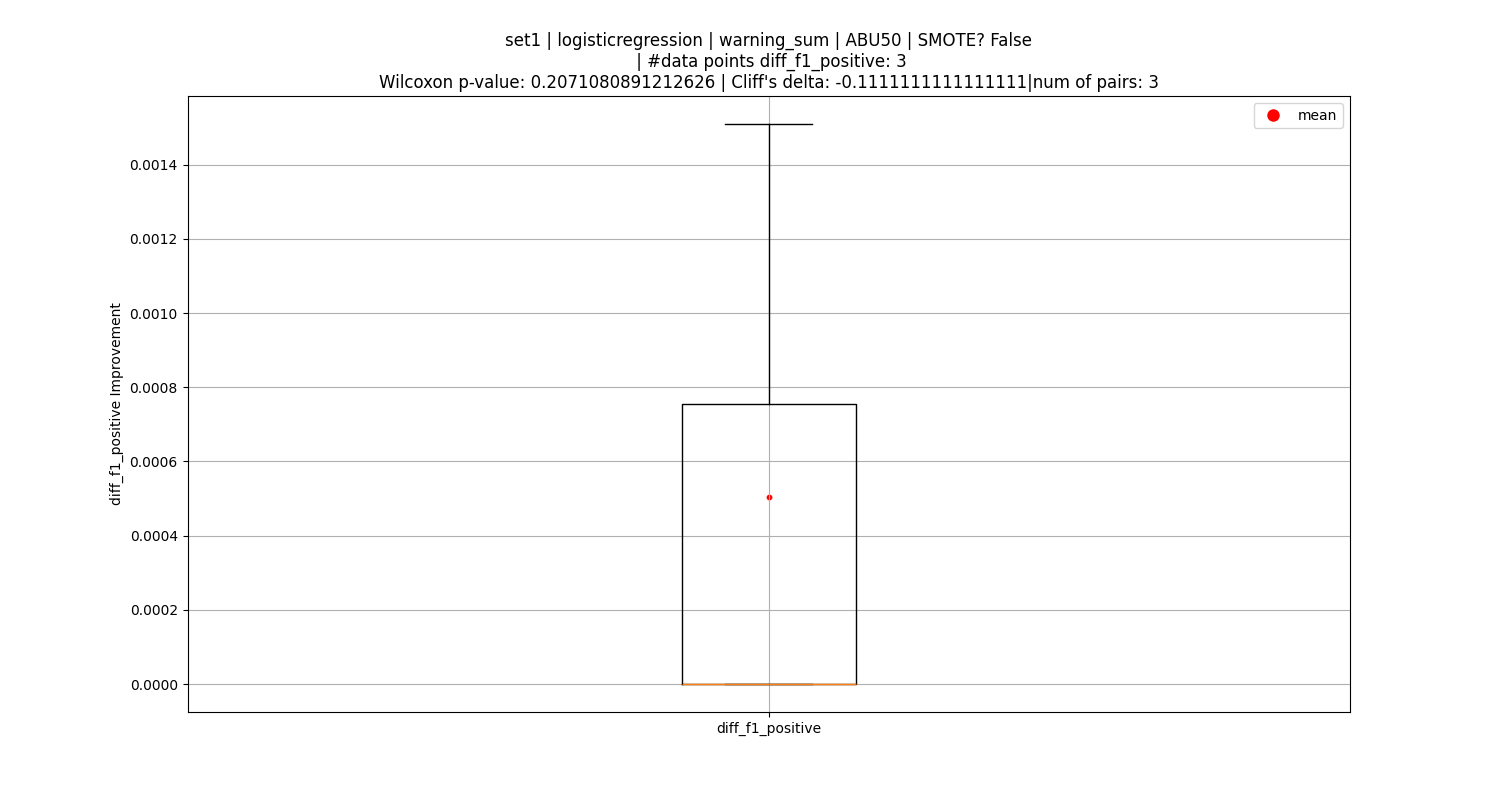 set1 | logisticregression | warning_sum | ABU50 | SMOTE? False
| #data points diff_f1_positive: 3
Wilcoxon p-value: 0.2071080891212626 | Cliff's delta: -0.1111111111111111|num of pairs: 3
mean
0.0014
0.0012
0.0010
0.0008
0.0006
0.0004
0.0002
0.0000
diff_f1_positive Improvement
diff_f1_positive